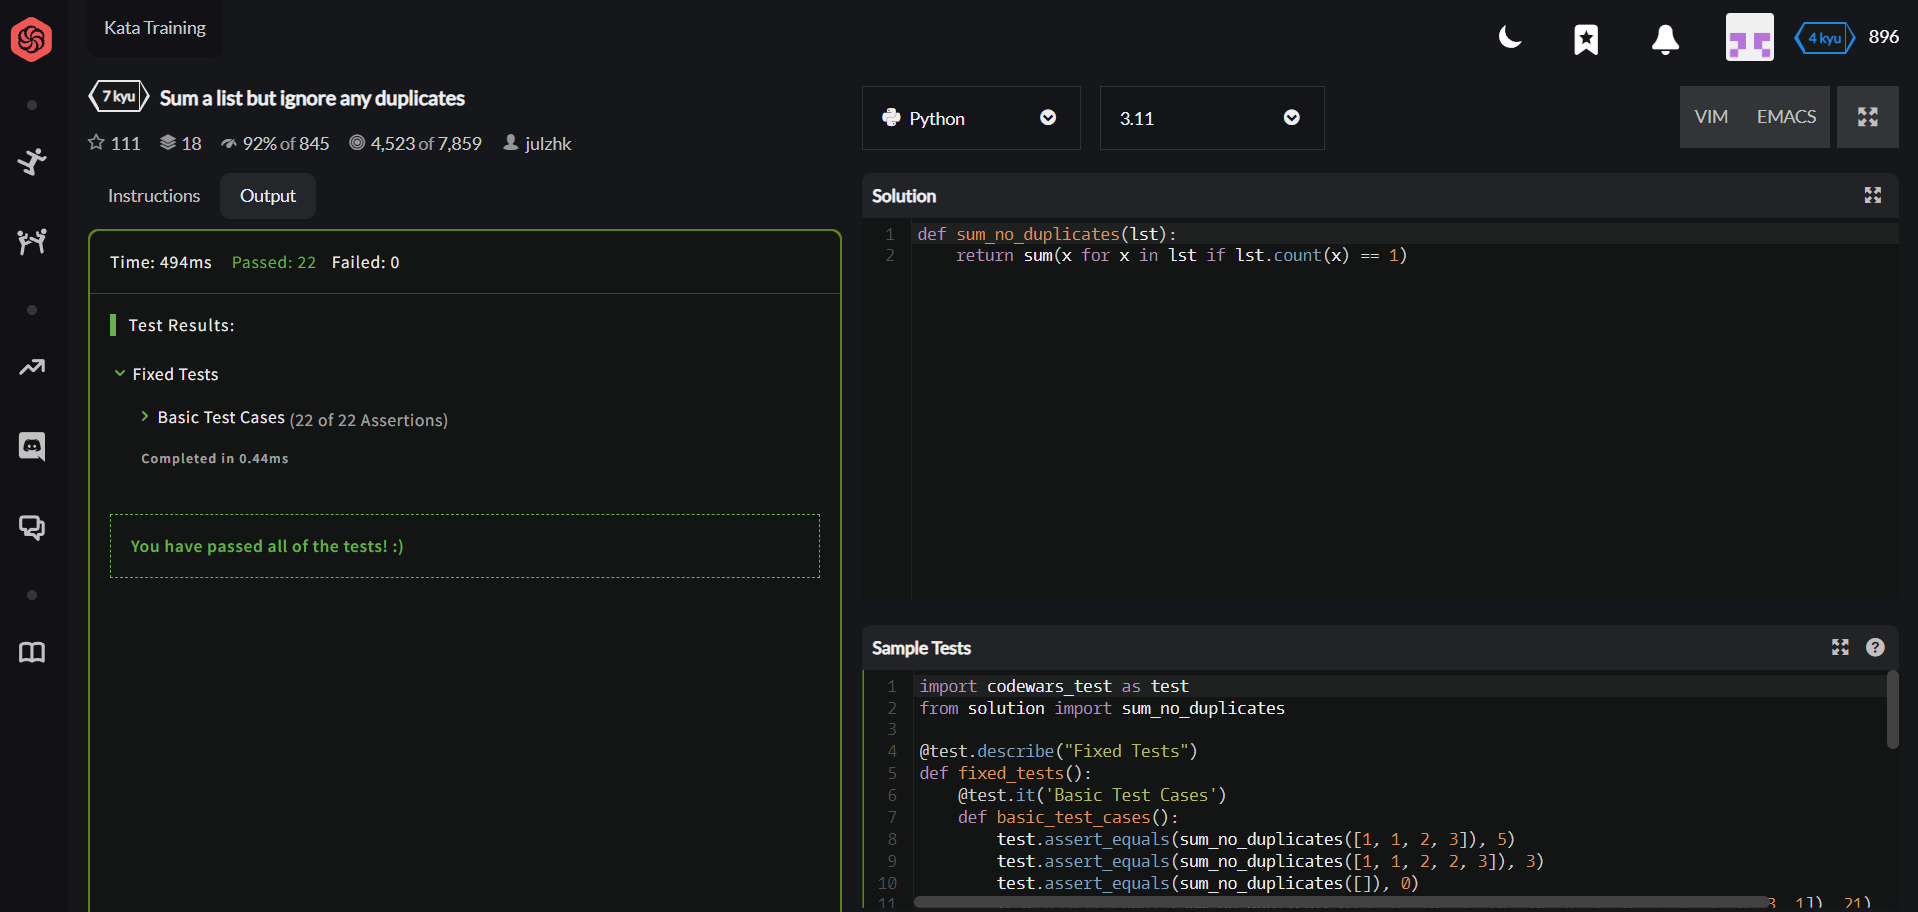 Kata Training
4 kyu 896
7 kyu Sum a list but ignore any duplicates
111 18 92% of 845 4,523 of 7,859 julzhk
Python
3.11
VIM EMACS
Instructions Output
Time: 494ms Passed: 22 Failed: 0
Test Results:
Fixed Tests
Basic Test Cases (22 of 22 Assertions)
Completed in 0.44ms
You have passed all of the tests! :)
Solution
1 def sum_no_duplicates(lst):
2 return sum(x for x in lst if lst.count(x) == 1)
Sample Tests
1 import codewars_test as test
2 from solution import sum_no_duplicates
3
4 @test.describe("Fixed Tests")
5 def fixed_tests():
6 @test.it('Basic Test Cases')
7 def basic_test_cases():
8 test.assert_equals(sum_no_duplicates([1, 1, 2, 3]), 5)
9 test.assert_equals(sum_no_duplicates([1, 1, 2, 2, 3]), 3)
10 test.assert_equals(sum_no_duplicates([]), 0)
11 3, 1]), 21)